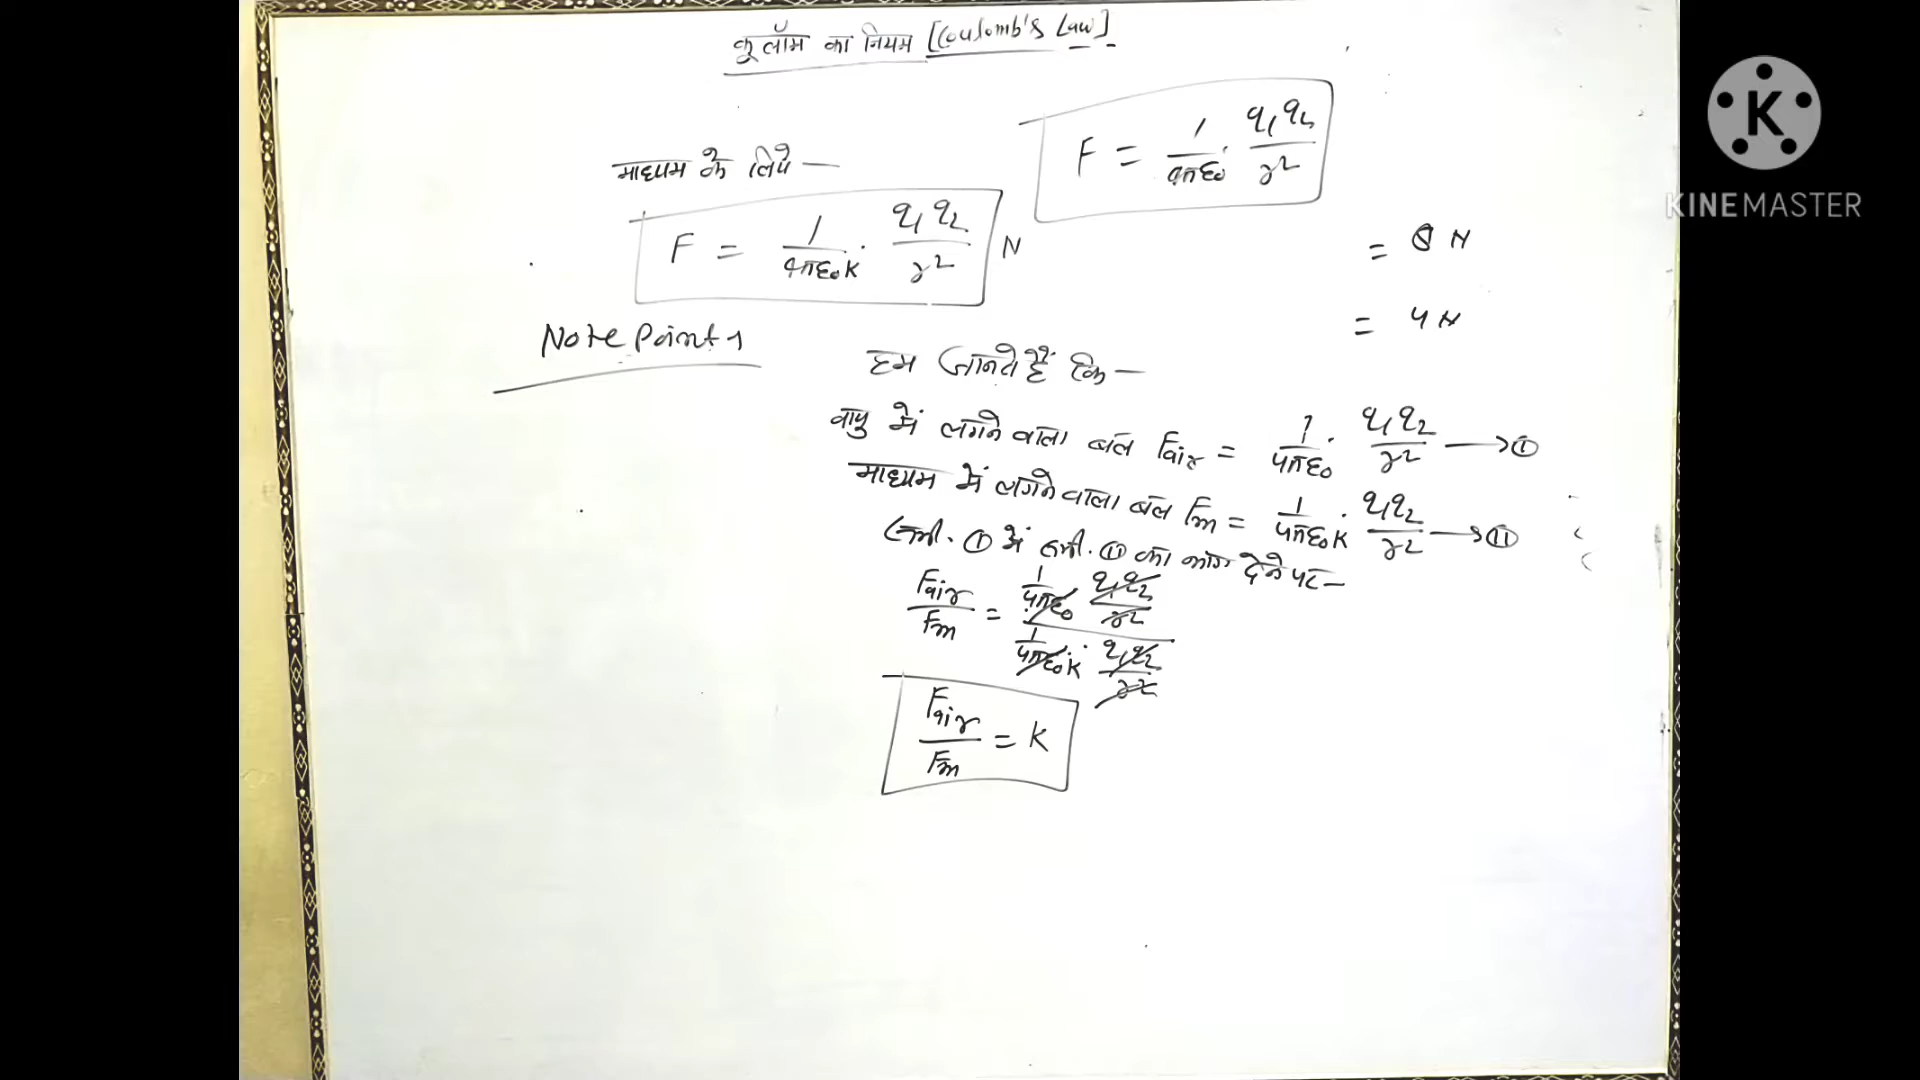 कूलॉम का नियम [Coulomb's Law]
F = 1/4πε₀ · q₁q₂/r²
माध्यम के लिये —
F = 1/4πε₀K · q₁q₂/r² N
= 8 N
= 4 N
Note Point 1
हम जानते हैं कि —
वायु में लगने वाला बल Fair = 1/4πε₀ · q₁q₂/r² → ①
माध्यम में लगने वाला बल Fm = 1/4πε₀K · q₁q₂/r² → ⑪
समी. ① में समी. ⑪ का भाग देने पर —
Fair/Fm = 1/4πε₀ q₁q₂/r² / 1/4πε₀K · q₁q₂/r²
Fair/Fm = K
K
KINEMASTER